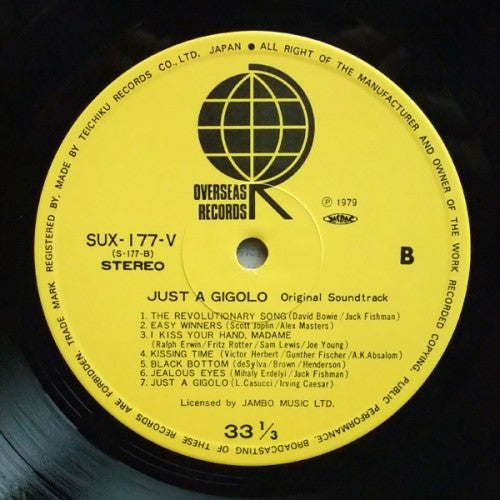 TRADE MARK REGISTERED. MADE BY TEICHIKU RECORDS CO., LTD. JAPAN ● ALL RIGHT OF THE MANUFACTURER AND OWNER OF THE WORK RECORDED. COPYING, PUBLIC PERFORMANCE, BROADCASTING OF THESE RECORDS ARE FORBIDDEN.
OVERSEAS
RECORDS
Ⓟ 1979
SUX-177-V
(S-177-B)
STEREO
B
JUST A GIGOLO Original Soundtrack
1. THE REVOLUTIONARY SONG (David Bowie/Jack Fishman)
2. EASY WINNERS (Scott Joplin/Alex Masters)
3. I KISS YOUR HAND, MADAME
(Ralph Erwin/Fritz Rotter/Sam Lewis/Joe Young)
4. KISSING TIME (Victor Herbert/Gunther Fischer/A.K.Absalom)
5. BLACK BOTTOM (deSylva/Brown/Henderson)
6. JEALOUS EYES (Mihaly Erdelyi/Jack Fishman)
7. JUST A GIGOLO (L.Casucci/Irving Caesar)
Licensed by JAMBO MUSIC LTD.
33 1/3